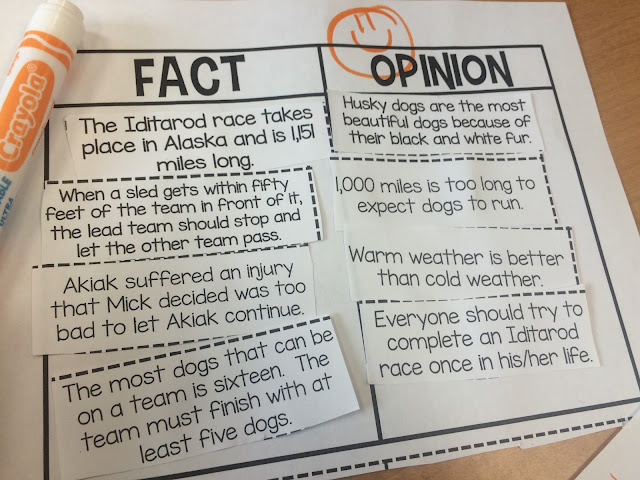 Crayola
ABLE
ULTRA
FACT
The Iditarod race takes
place in Alaska and is 1,151
miles long.
When a sled gets within fifty
feet of the team in front of it,
the lead team should stop and
let the other team pass.
Akiak suffered an injury
that Mick decided was too
bad to let Akiak continue.
The most dogs that can be
on a team is sixteen. The
team must finish with at
least five dogs.
OPINION
Husky dogs are the most
beautiful dogs because of
their black and white fur.
1,000 miles is too long to
expect dogs to run.
Warm weather is better
than cold weather.
Everyone should try to
complete an Iditarod
race once in his/her life.